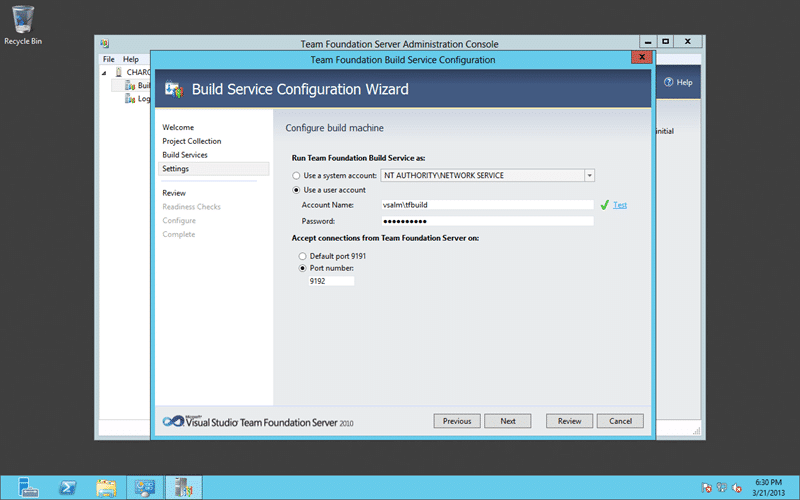 Recycle Bin
Team Foundation Server Administration Console
File Help
CHARG
Buil
Log
Help
initial
Team Foundation Build Service Configuration
x
Build Service Configuration Wizard
Welcome
Project Collection
Build Services
Settings
Review
Readiness Checks
Configure
Complete
Configure build machine
Run Team Foundation Build Service as:
Use a system account: NT AUTHORITY\NETWORK SERVICE
Use a user account
Account Name: vsalm\tfbuild Test
Password: ●●●●●●●●●●
Accept connections from Team Foundation Server on:
Default port 9191
Port number:
9192
Microsoft
Visual Studio Team Foundation Server 2010
Previous Next Review Cancel
6:30 PM
3/21/2013